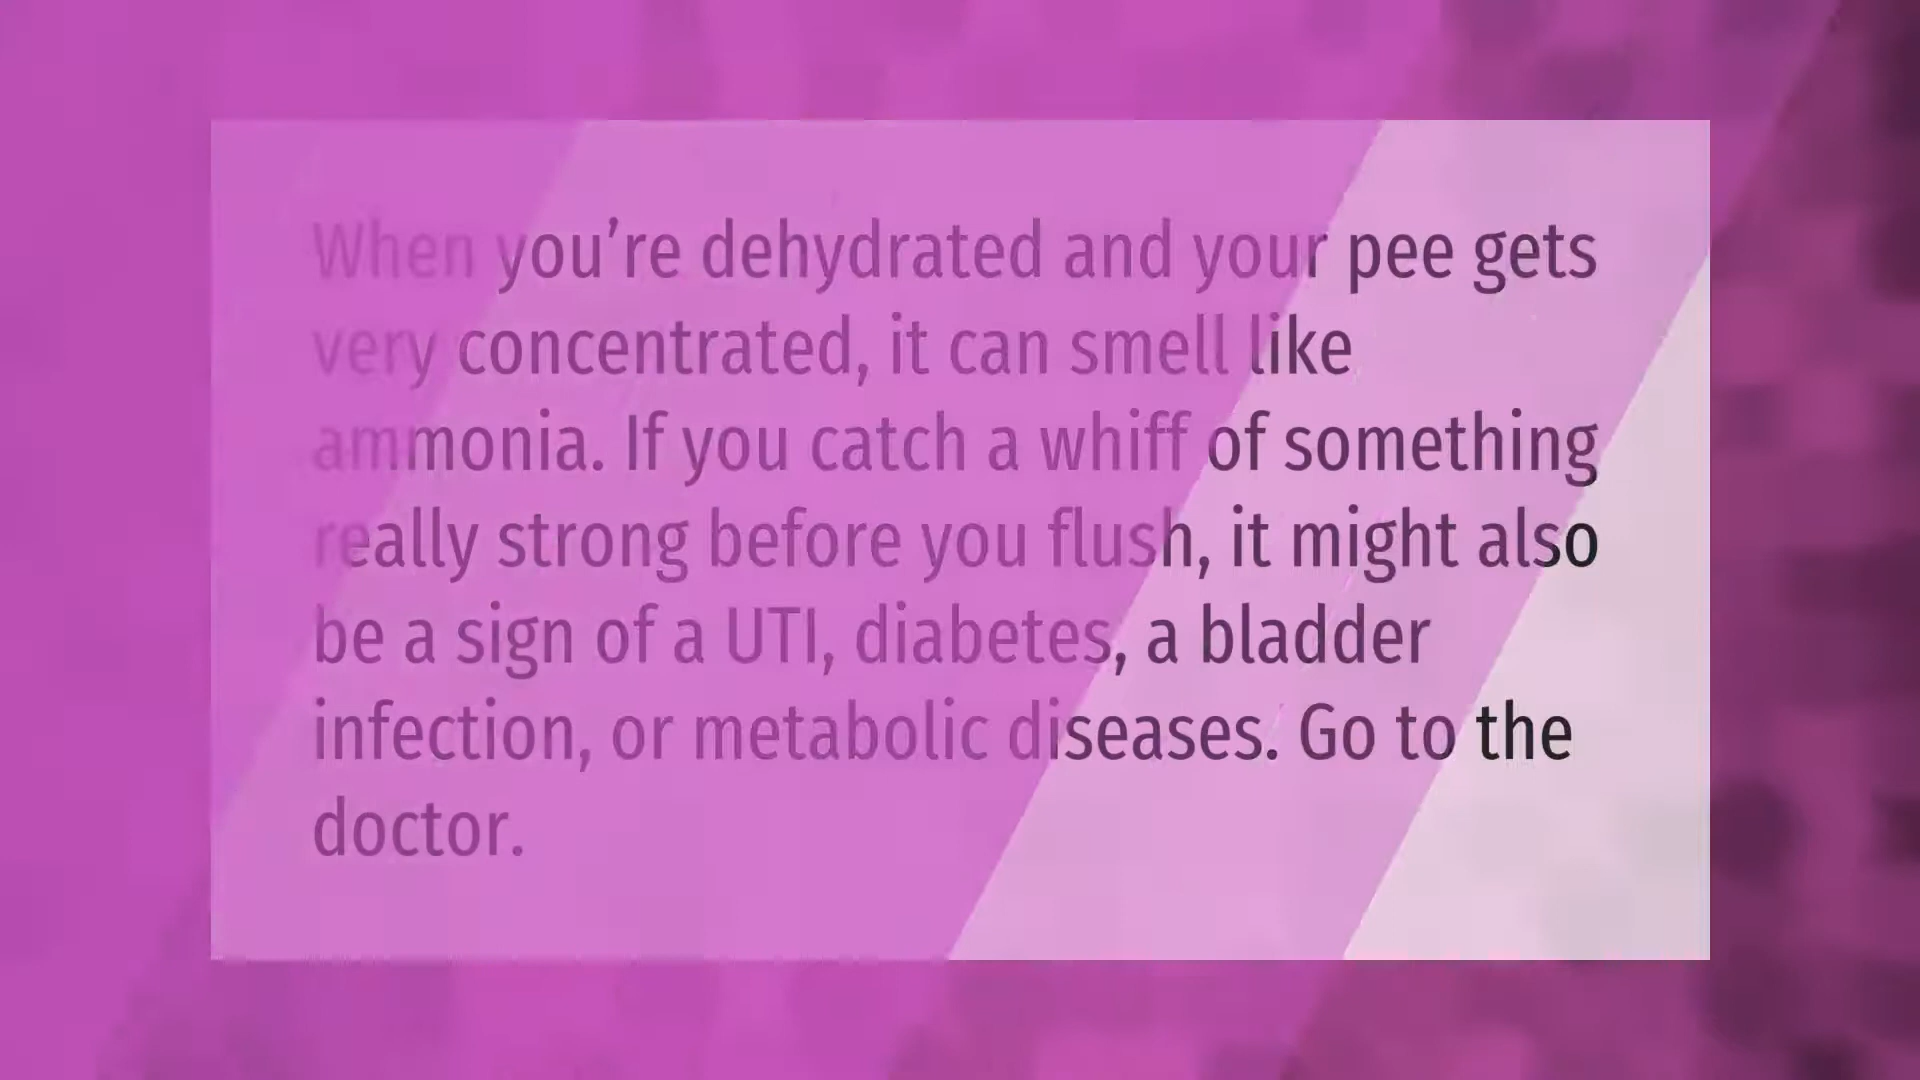 When you’re dehydrated and your pee gets
very concentrated, it can smell like
ammonia. If you catch a whiff of something
really strong before you flush, it might also
be a sign of a UTI, diabetes, a bladder
infection, or metabolic diseases. Go to the
doctor.